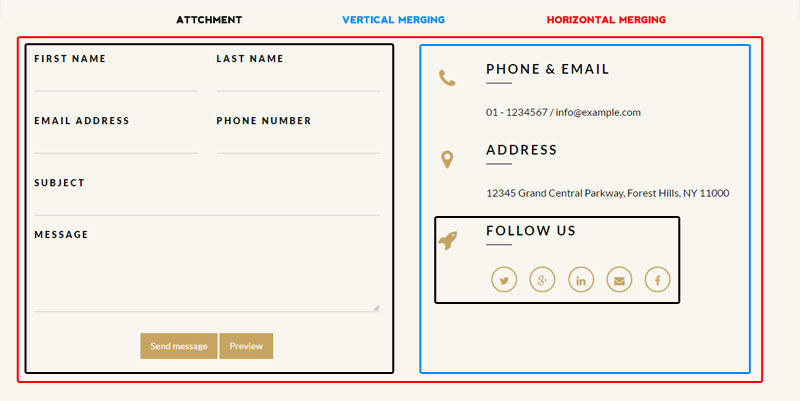 ATTCHMENT VERTICAL MERGING HORIZONTAL MERGING
FIRST NAME LAST NAME
EMAIL ADDRESS PHONE NUMBER
SUBJECT
MESSAGE
Send message Preview
PHONE & EMAIL
01 - 1234567 / info@example.com
ADDRESS
12345 Grand Central Parkway, Forest Hills, NY 11000
FOLLOW US